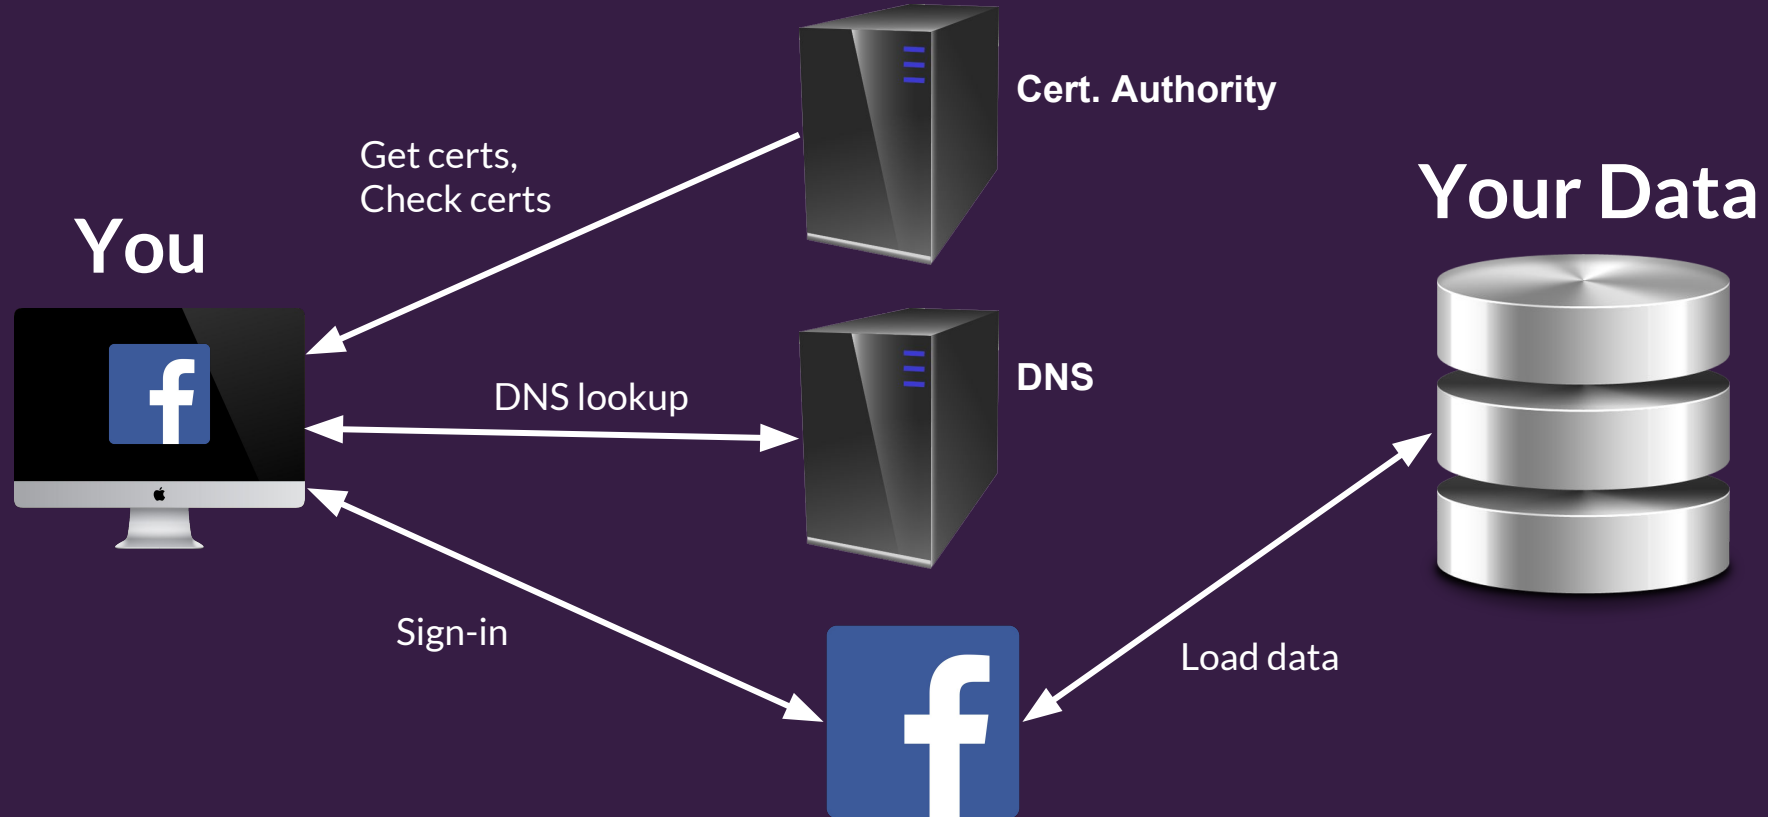 Cert. Authority
Get certs,
Check certs
Your Data
You
DNS
DNS lookup
Sign-in
Load data